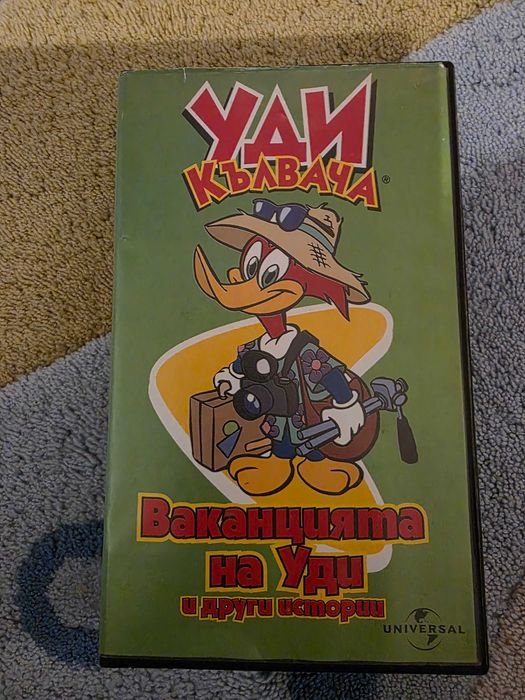 Уди
Кълвача®
Ваканцията
на Уди
и други истории
UNIVERSAL